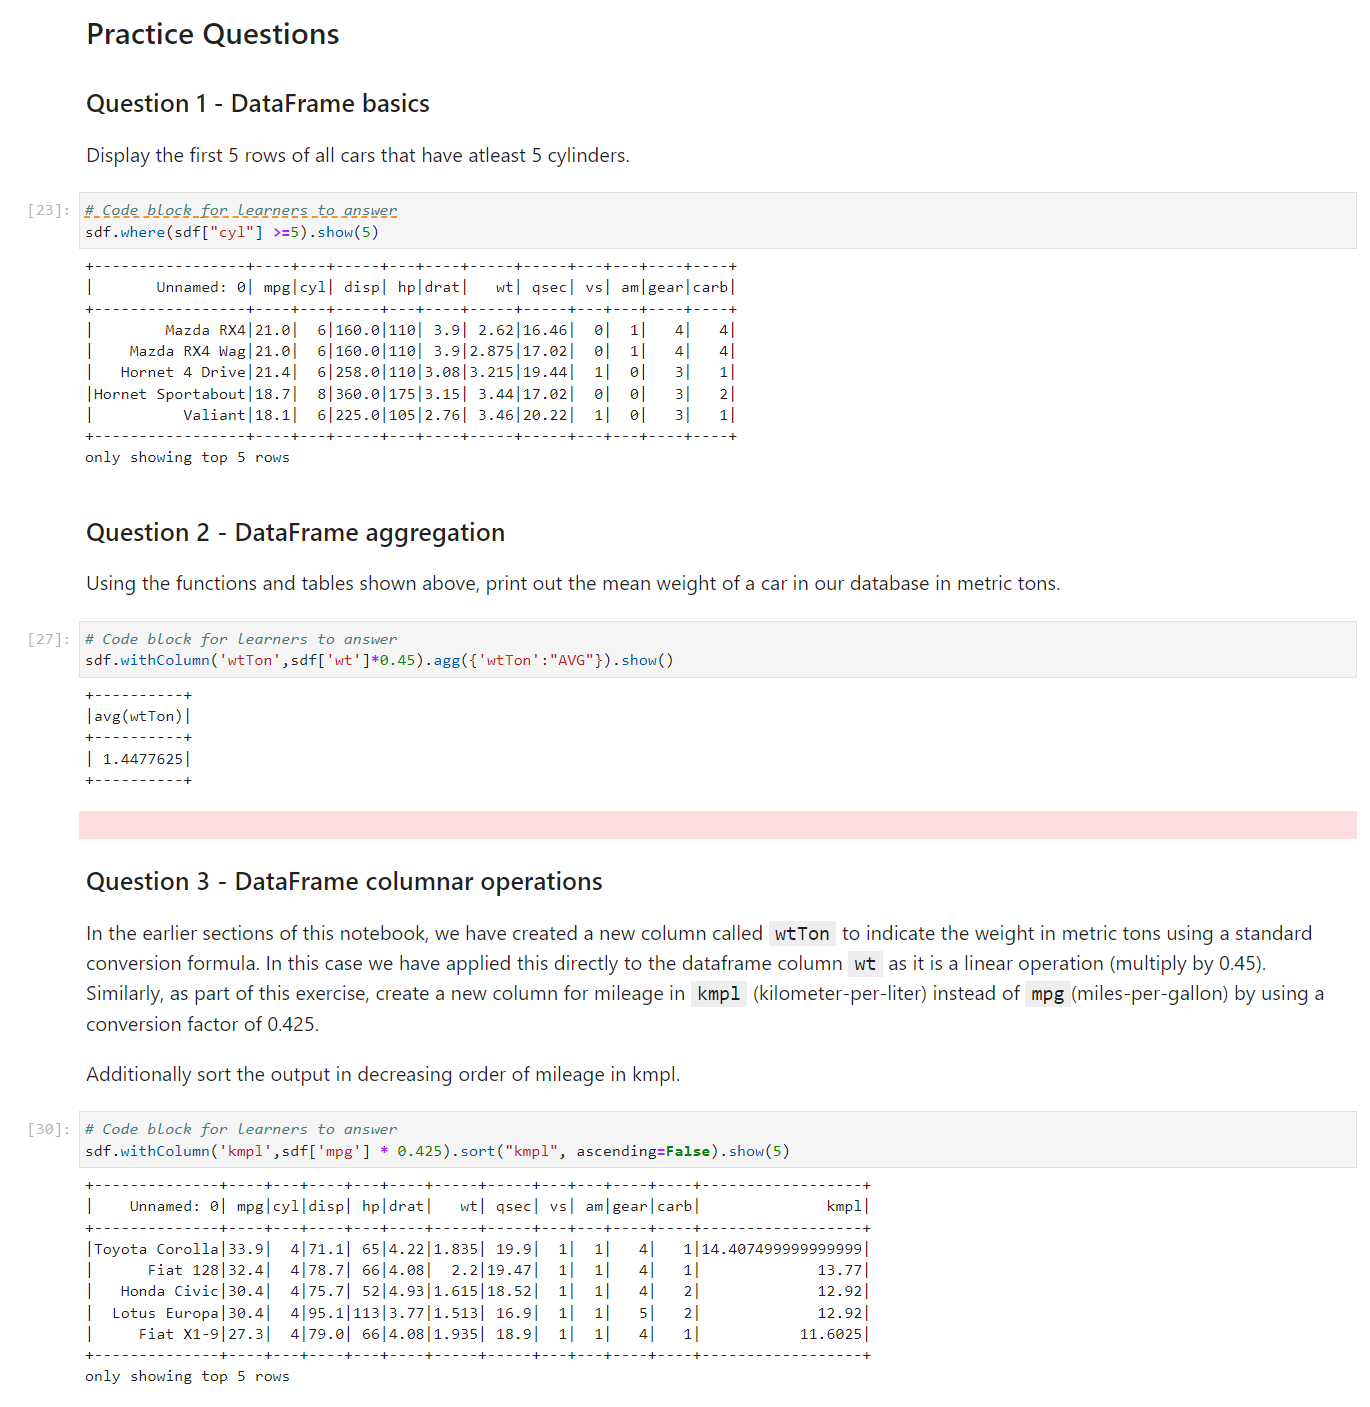 Practice Questions
Question 1 - DataFrame basics
Display the first 5 rows of all cars that have atleast 5 cylinders.
[23]: # Code block for learners to answer
sdf.where(sdf["cyl"] >=5).show(5)
+-----------------+----+---+-----+---+----+-----+-----+---+---+----+----+
|       Unnamed: 0| mpg|cyl| disp| hp|drat|   wt| qsec| vs| am|gear|carb|
+-----------------+----+---+-----+---+----+-----+-----+---+---+----+----+
|        Mazda RX4|21.0|  6|160.0|110| 3.9| 2.62|16.46|  0|  1|   4|   4|
|    Mazda RX4 Wag|21.0|  6|160.0|110| 3.9|2.875|17.02|  0|  1|   4|   4|
|   Hornet 4 Drive|21.4|  6|258.0|110|3.08|3.215|19.44|  1|  0|   3|   1|
|Hornet Sportabout|18.7|  8|360.0|175|3.15| 3.44|17.02|  0|  0|   3|   2|
|          Valiant|18.1|  6|225.0|105|2.76| 3.46|20.22|  1|  0|   3|   1|
+-----------------+----+---+-----+---+----+-----+-----+---+---+----+----+
only showing top 5 rows
Question 2 - DataFrame aggregation
Using the functions and tables shown above, print out the mean weight of a car in our database in metric tons.
[27]: # Code block for learners to answer
sdf.withColumn('wtTon',sdf['wt']*0.45).agg({'wtTon':"AVG"}).show()
+----------+
|avg(wtTon)|
+----------+
| 1.4477625|
+----------+
Question 3 - DataFrame columnar operations
In the earlier sections of this notebook, we have created a new column called wtTon to indicate the weight in metric tons using a standard
conversion formula. In this case we have applied this directly to the dataframe column wt as it is a linear operation (multiply by 0.45).
Similarly, as part of this exercise, create a new column for mileage in kmpl (kilometer-per-liter) instead of mpg (miles-per-gallon) by using a
conversion factor of 0.425.
Additionally sort the output in decreasing order of mileage in kmpl.
[30]: # Code block for learners to answer
sdf.withColumn('kmpl',sdf['mpg'] * 0.425).sort("kmpl", ascending=False).show(5)
+--------------+----+---+----+---+----+-----+-----+---+---+----+----+------------------+
|    Unnamed: 0| mpg|cyl|disp| hp|drat|   wt| qsec| vs| am|gear|carb|              kmpl|
+--------------+----+---+----+---+----+-----+-----+---+---+----+----+------------------+
|Toyota Corolla|33.9|  4|71.1| 65|4.22|1.835| 19.9|  1|  1|   4|   1|14.407499999999999|
|      Fiat 128|32.4|  4|78.7| 66|4.08|  2.2|19.47|  1|  1|   4|   1|             13.77|
|   Honda Civic|30.4|  4|75.7| 52|4.93|1.615|18.52|  1|  1|   4|   2|             12.92|
|  Lotus Europa|30.4|  4|95.1|113|3.77|1.513| 16.9|  1|  1|   5|   2|             12.92|
|     Fiat X1-9|27.3|  4|79.0| 66|4.08|1.935| 18.9|  1|  1|   4|   1|           11.6025|
+--------------+----+---+----+---+----+-----+-----+---+---+----+----+------------------+
only showing top 5 rows